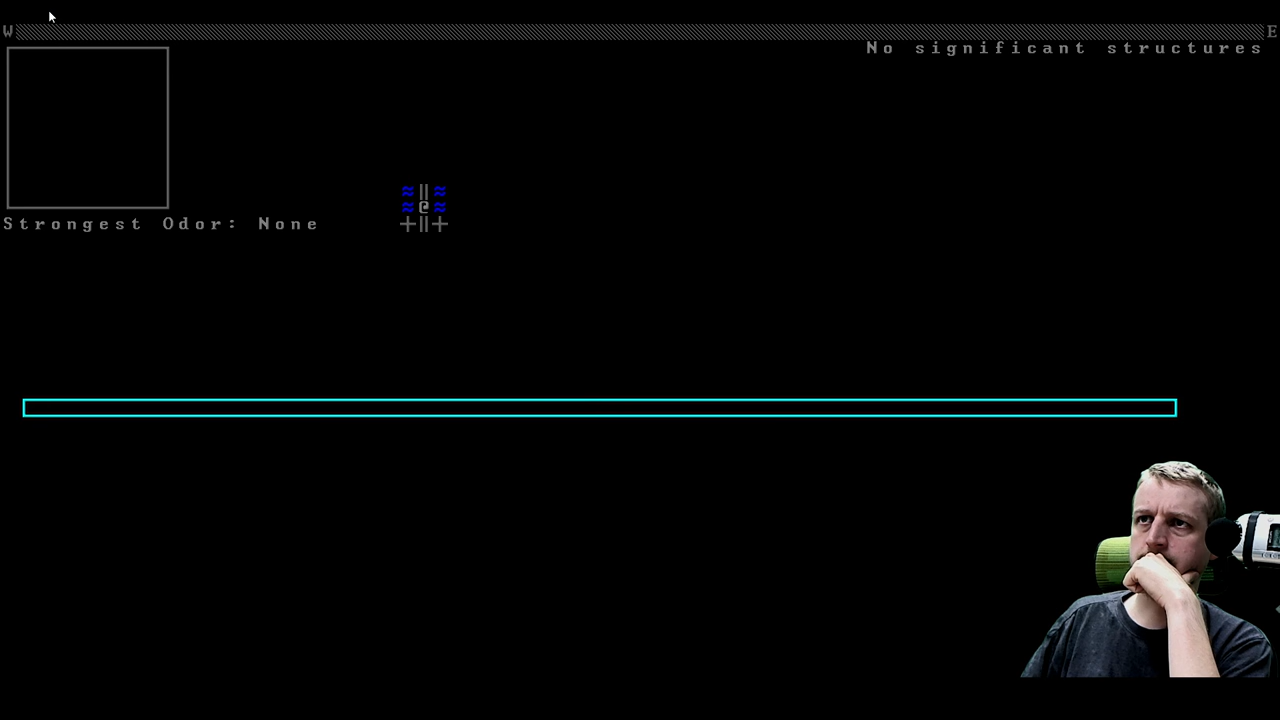 W E
No significant structures
≈ || ≈
≈ @ ≈
+ || +
Strongest Odor: None